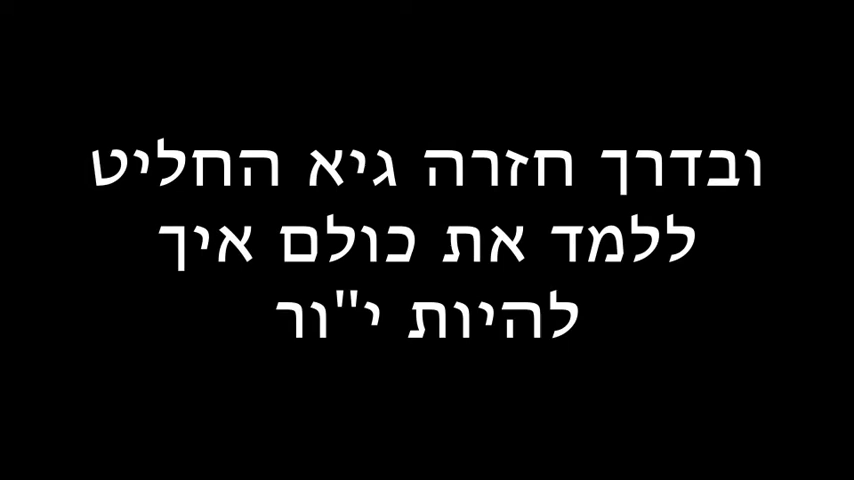 ובדרך חזרה גיא החליט
ללמד את כולם איך
להיות י"ור